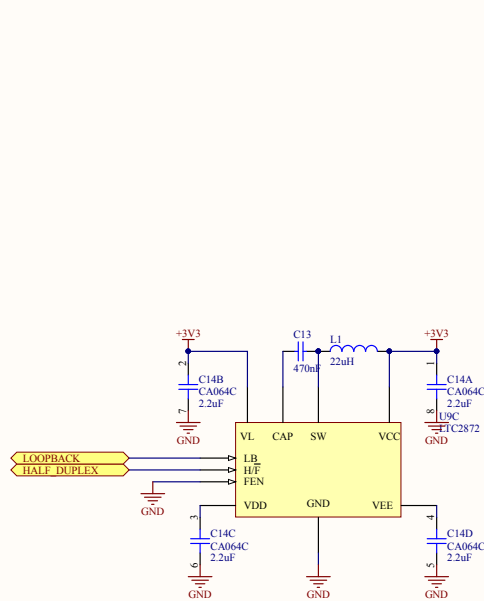 +3V3
C13
L1
+3V3
470nF
22uH
2
C14B
CA064C
2.2uF
7
GND
1
C14A
CA064C
2.2uF
8
GND
U9C
LTC2872
VL
CAP
SW
VCC
LOOPBACK
LB
HALF_DUPLEX
H/F
FEN
GND
VDD
GND
VEE
3
C14C
CA064C
2.2uF
6
GND
GND
4
C14D
CA064C
2.2uF
5
GND